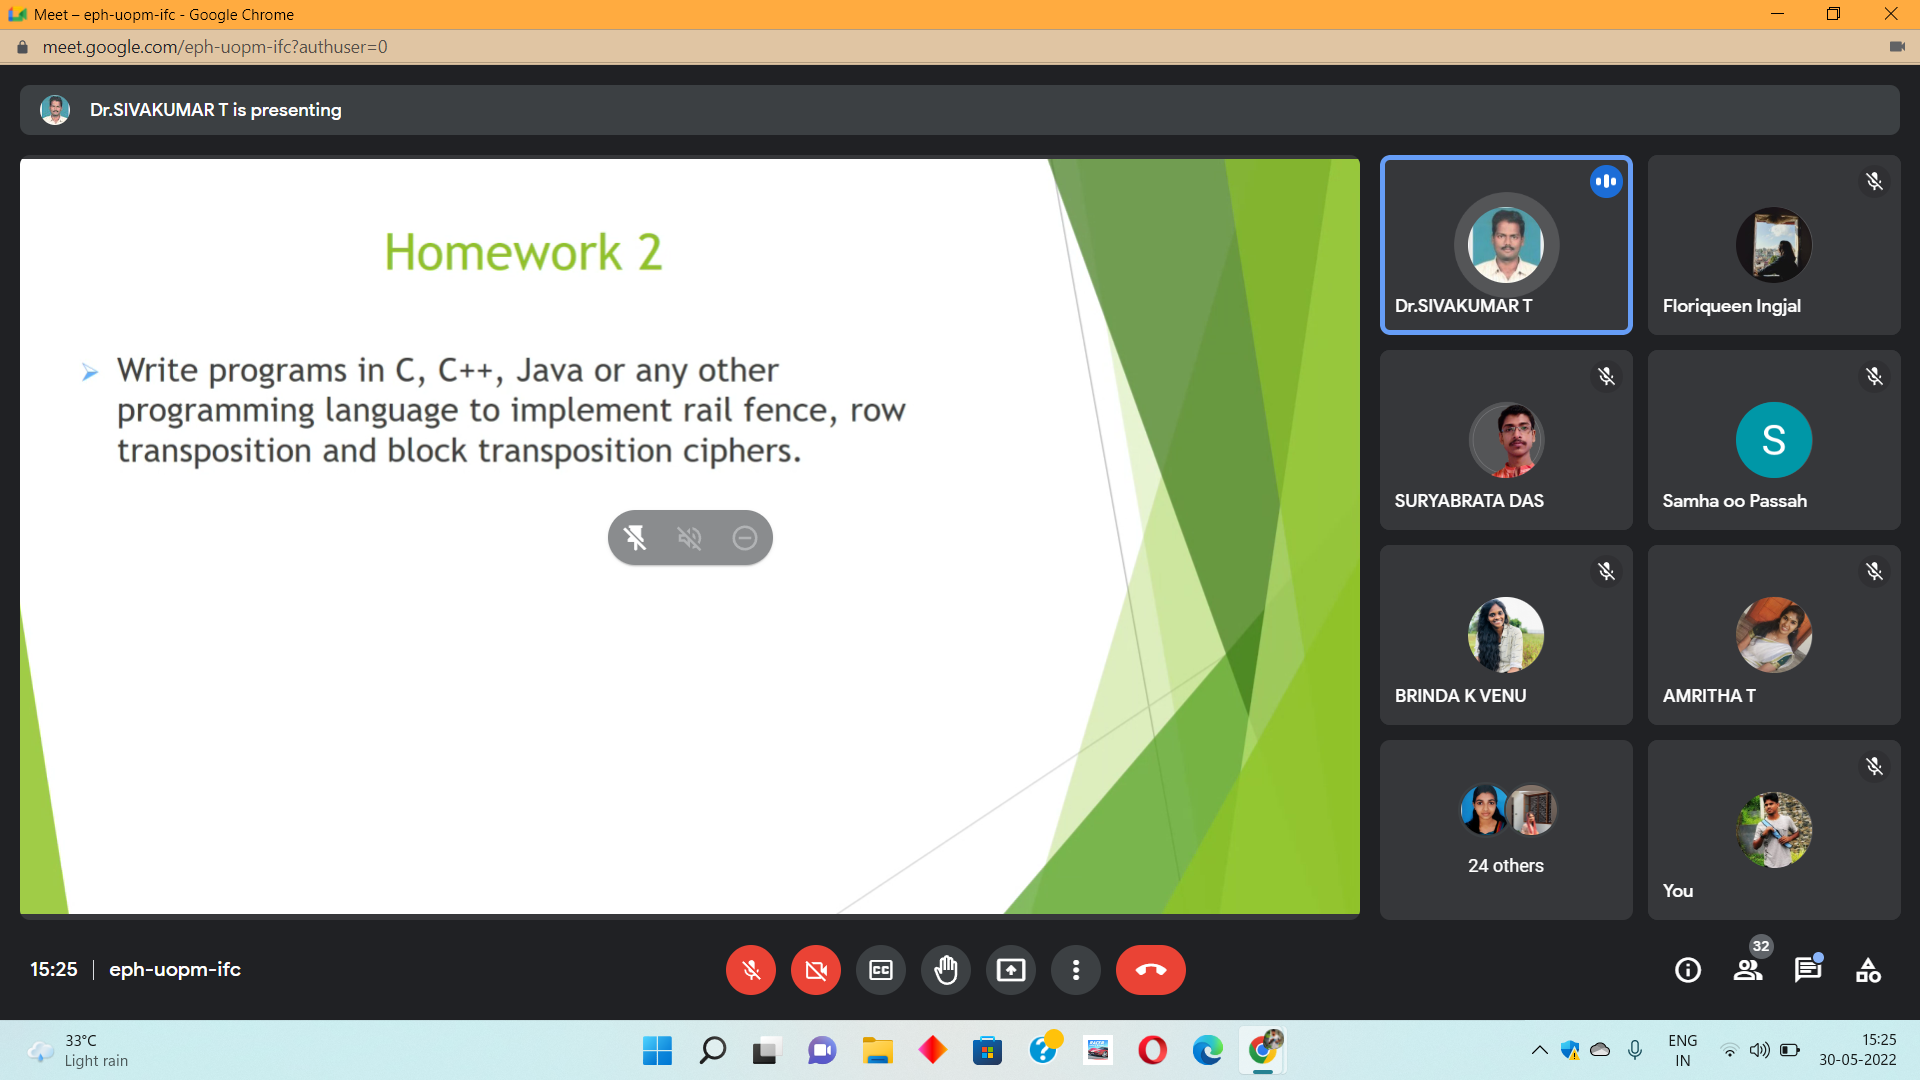 Meet – eph-uopm-ifc - Google Chrome
meet.google.com/eph-uopm-ifc?authuser=0
Dr.SIVAKUMAR T is presenting
Homework 2
Write programs in C, C++, Java or any other
programming language to implement rail fence, row
transposition and block transposition ciphers.
Dr.SIVAKUMAR T
Floriqueen Ingjal
SURYABRATA DAS
S
Samha oo Passah
BRINDA K VENU
AMRITHA T
24 others
You
15:25
eph-uopm-ifc
CC
32
33°C
Light rain
ENG
IN
15:25
30-05-2022